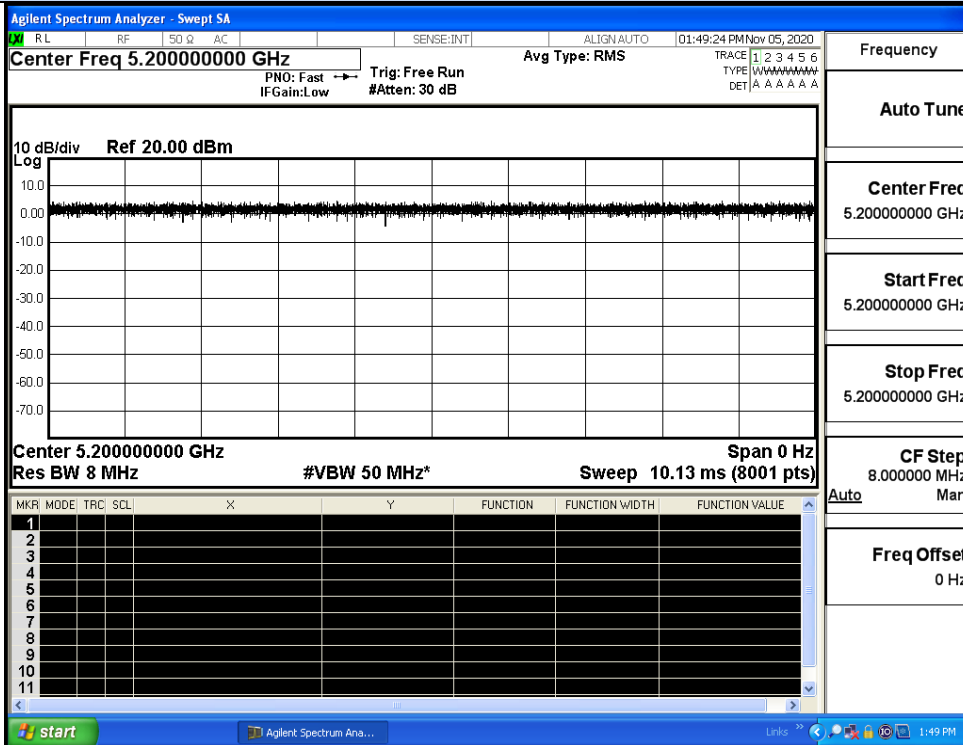 Agilent Spectrum Analyzer - Swept SA
LXI RL RF 50 Ω AC SENSE:INT ALIGN AUTO 01:49:24 PM Nov 05, 2020
Center Freq 5.200000000 GHz
PNO: Fast
IFGain:Low
Trig: Free Run
#Atten: 30 dB
Avg Type: RMS
TRACE 1 2 3 4 5 6
TYPE WWWWWW
DET A A A A A A
10 dB/div Ref 20.00 dBm
Log
10.0
0.00
-10.0
-20.0
-30.0
-40.0
-50.0
-60.0
-70.0
Center 5.200000000 GHz Span 0 Hz
Res BW 8 MHz #VBW 50 MHz* Sweep 10.13 ms (8001 pts)
MKR MODE TRC SCL X Y FUNCTION FUNCTION WIDTH FUNCTION VALUE
1
2
3
4
5
6
7
8
9
10
11
Frequency
Auto Tune
Center Freq
5.200000000 GHz
Start Freq
5.200000000 GHz
Stop Freq
5.200000000 GHz
CF Step
8.000000 MHz
Auto Man
Freq Offset
0 Hz
start Agilent Spectrum Ana... Links » 1:49 PM